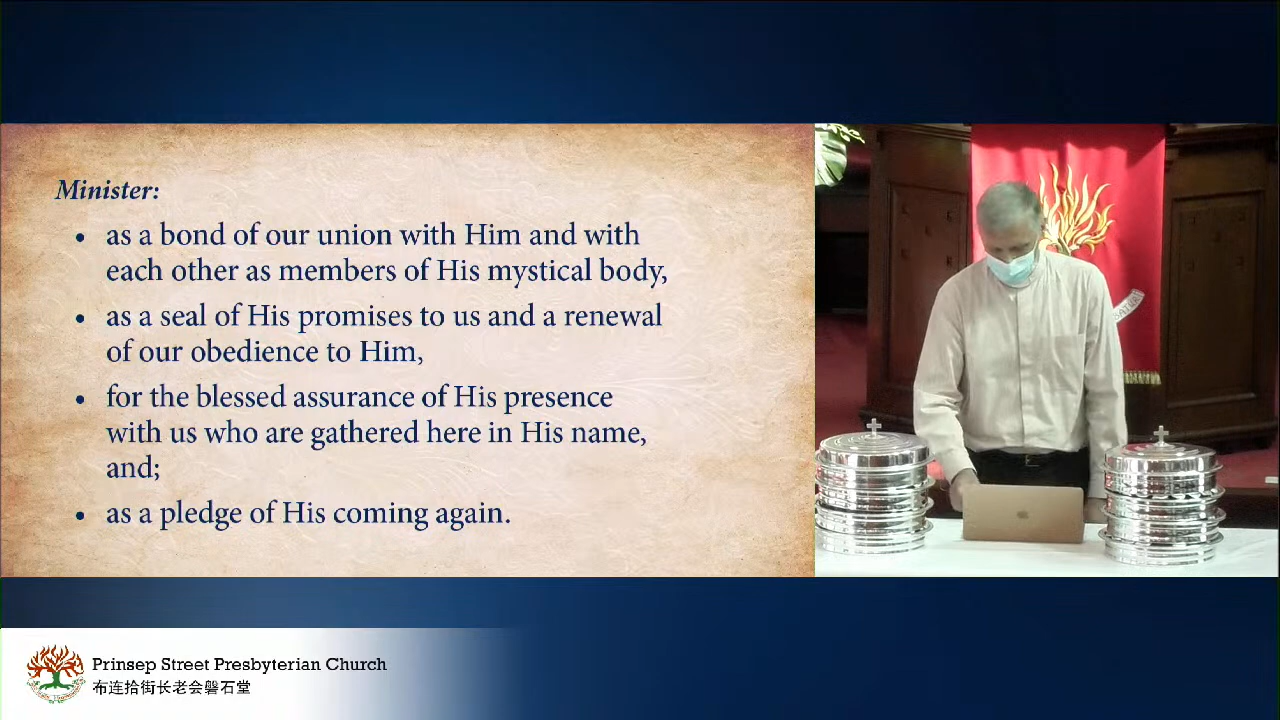 Minister:
• as a bond of our union with Him and with
each other as members of His mystical body,
• as a seal of His promises to us and a renewal
of our obedience to Him,
• for the blessed assurance of His presence
with us who are gathered here in His name,
and;
• as a pledge of His coming again.
Prinsep Street Presbyterian Church
布连拾街长老会磐石堂